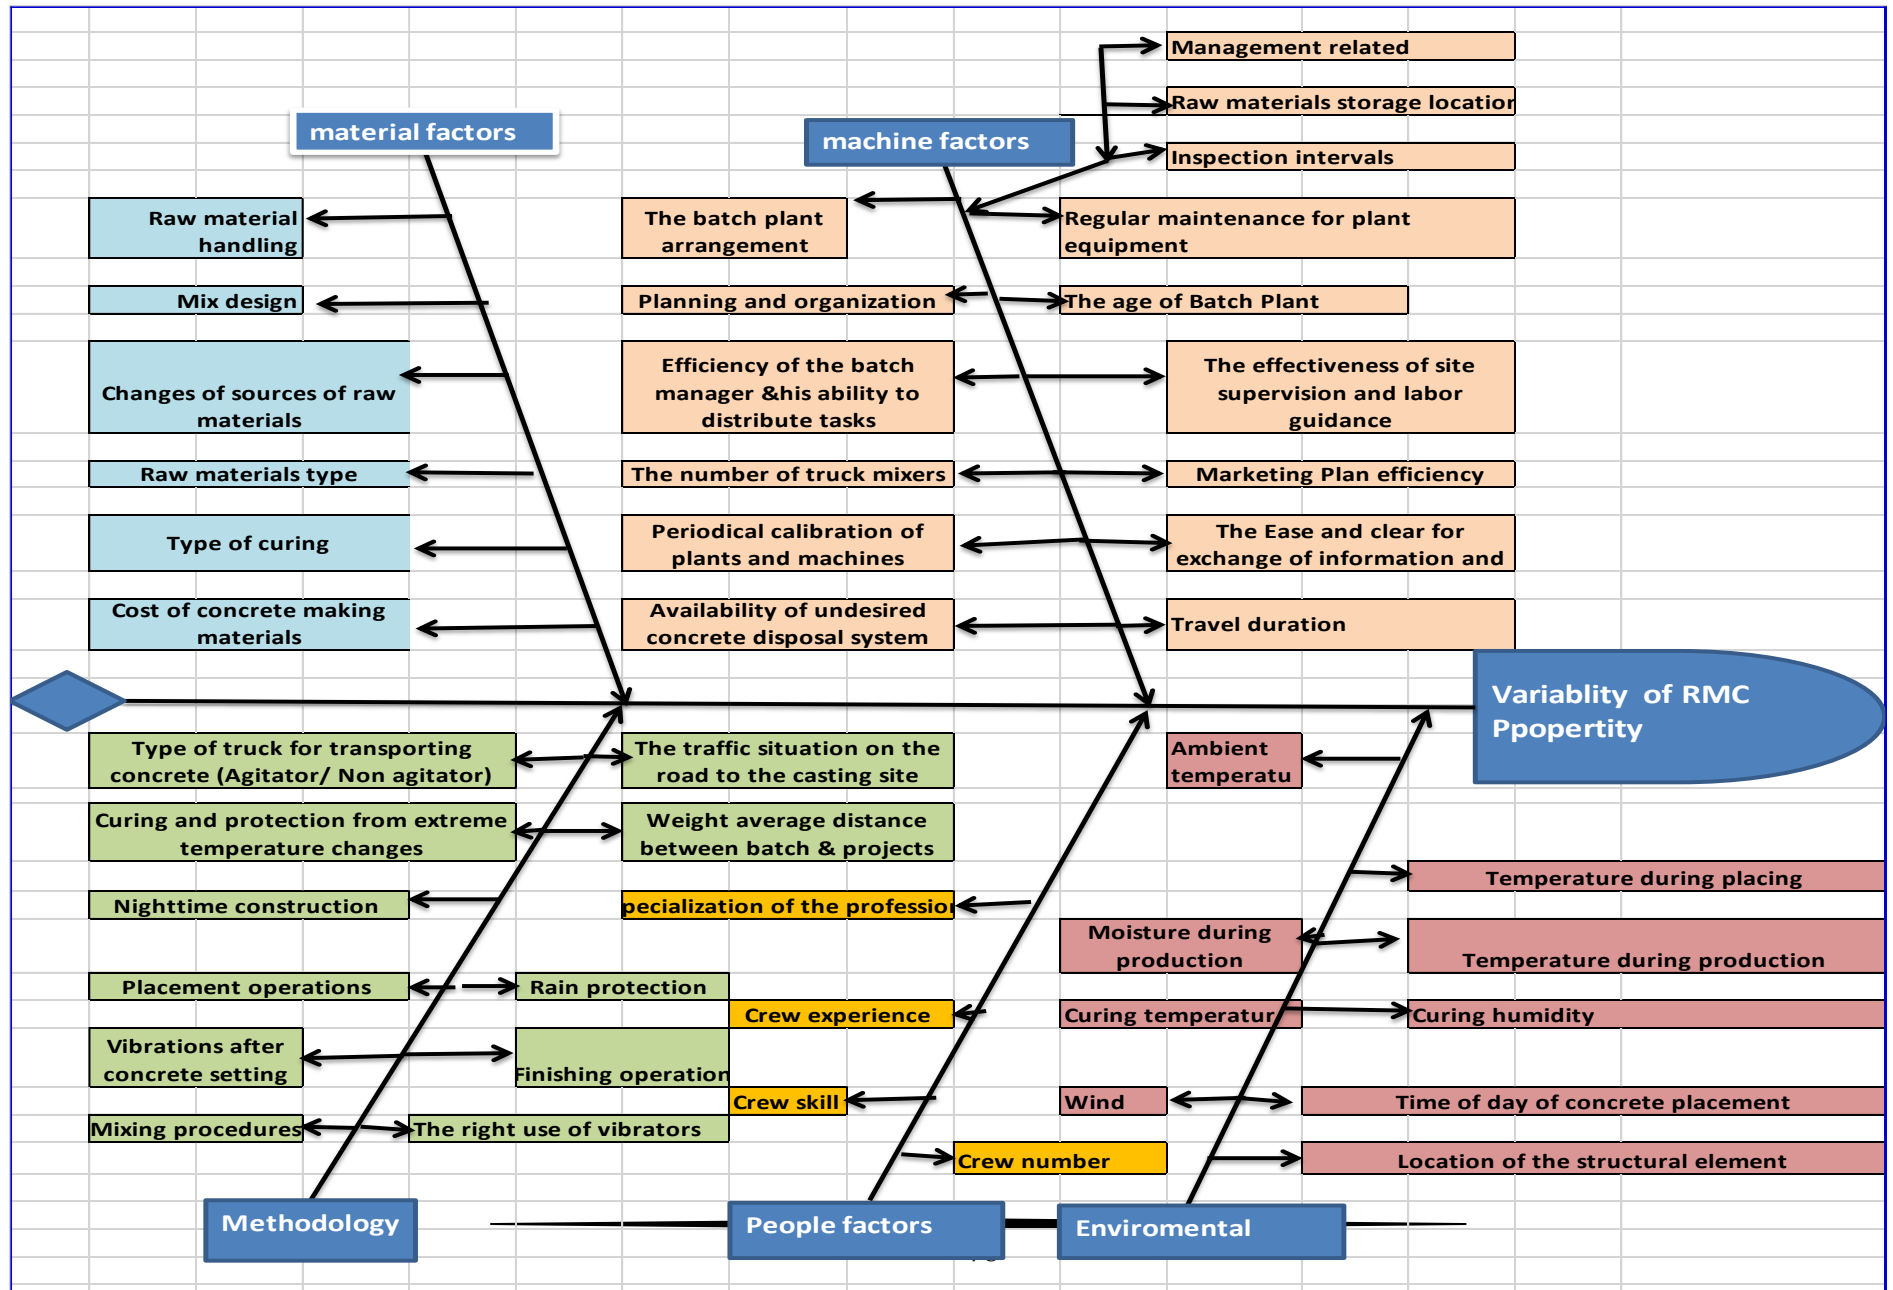 Management related
Raw materials storage location
material factors
machine factors
Inspection intervals
Raw material
handling
The batch plant
arrangement
Regular maintenance for plant
equipment
Mix design
Planning and organization
The age of Batch Plant
Changes of sources of raw
materials
Efficiency of the batch
manager &his ability to
distribute tasks
The effectiveness of site
supervision and labor
guidance
Raw materials type
The number of truck mixers
Marketing Plan efficiency
Type of curing
Periodical calibration of
plants and machines
The Ease and clear for
exchange of information and
Cost of concrete making
materials
Availability of undesired
concrete disposal system
Travel duration
Variablity of RMC
Ppopertity
Type of truck for transporting
concrete (Agitator/ Non agitator)
The traffic situation on the
road to the casting site
Ambient
temperatu
Curing and protection from extreme
temperature changes
Weight average distance
between batch & projects
Temperature during placing
Nighttime construction
pecialization of the profession
Moisture during
production
Temperature during production
Placement operations
Rain protection
Crew experience
Curing temperatur
Curing humidity
Vibrations after
concrete setting
Finishing operation
Crew skill
Wind
Time of day of concrete placement
Mixing procedures
The right use of vibrators
Crew number
Location of the structural element
Methodology
People factors
Enviromental